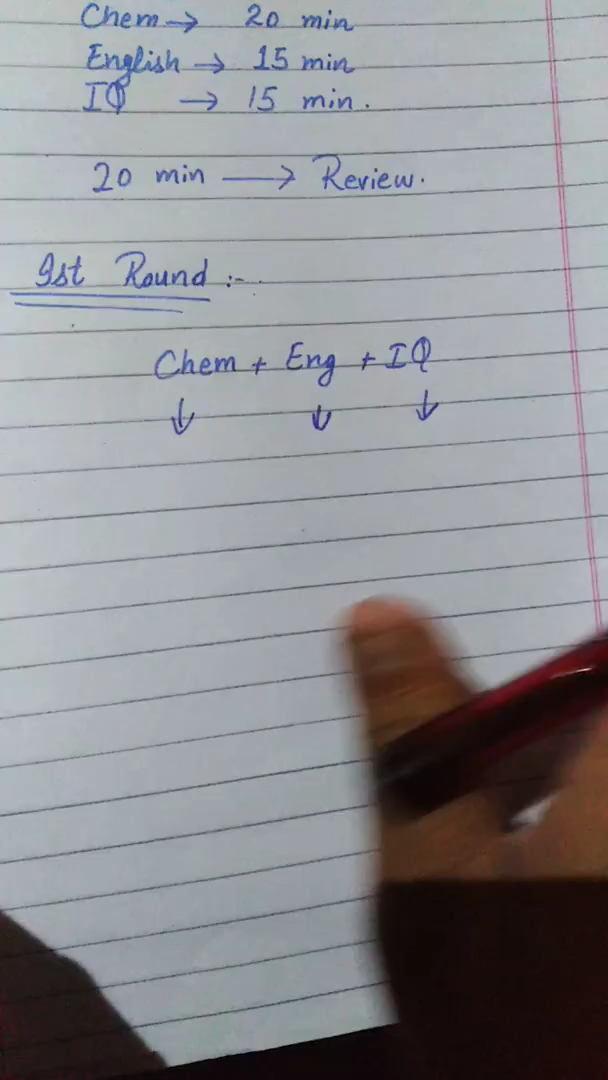 Chem → 20 min
English → 15 min
IQ → 15 min.
20 min → Review.
1st Round :-
Chem + Eng + IQ
↓ ↓ ↓